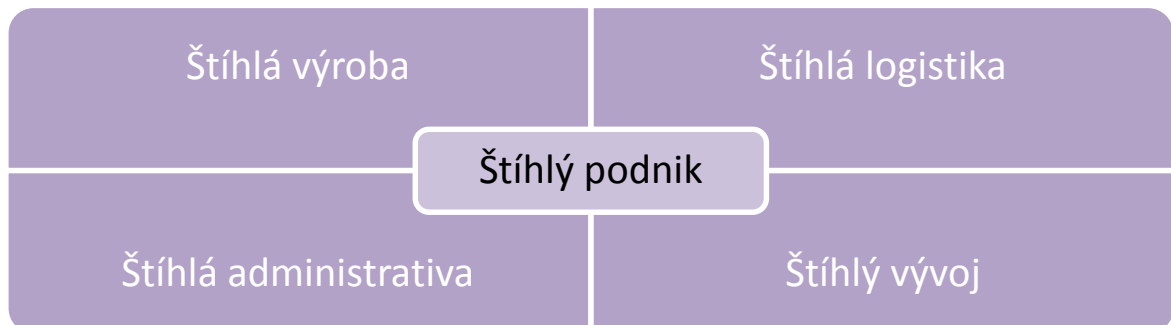 Štíhlá výroba
Štíhlá logistika
Štíhlý podnik
Štíhlá administrativa
Štíhlý vývoj